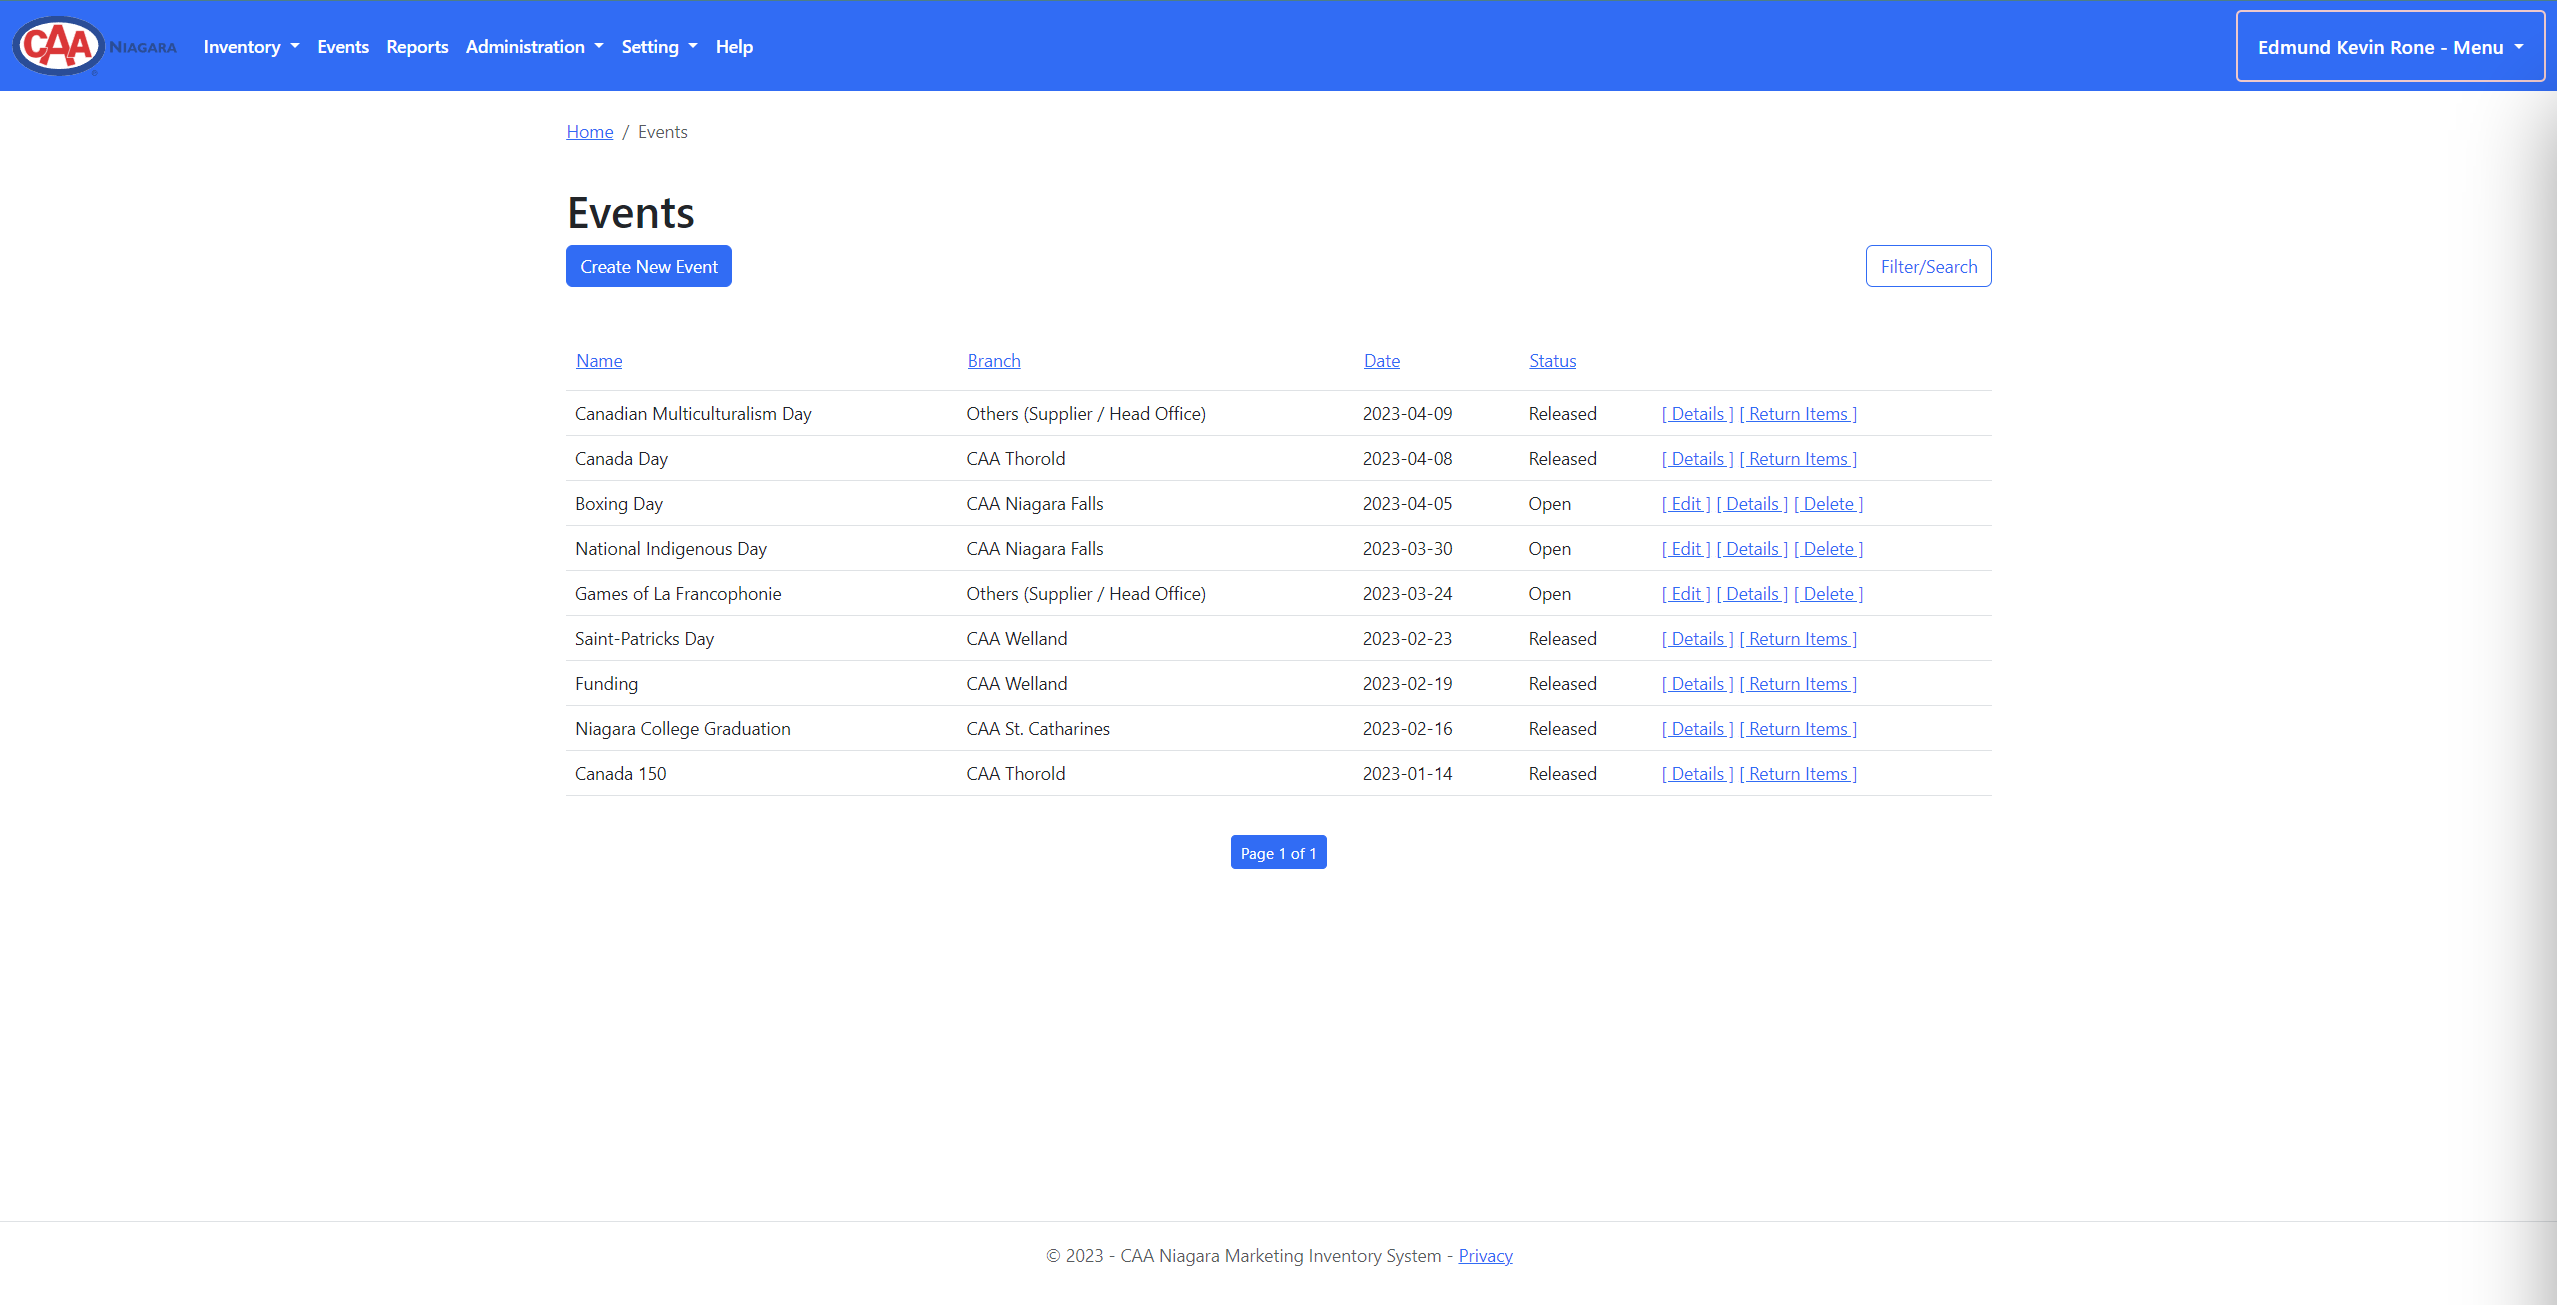 CAA NIAGARA Inventory Events Reports Administration Setting Help Edmund Kevin Rone - Menu
Home / Events
Events
Create New Event Filter/Search
Name Branch Date Status
Canadian Multiculturalism Day Others (Supplier / Head Office) 2023-04-09 Released [ Details ] [ Return Items ]
Canada Day CAA Thorold 2023-04-08 Released [ Details ] [ Return Items ]
Boxing Day CAA Niagara Falls 2023-04-05 Open [ Edit ] [ Details ] [ Delete ]
National Indigenous Day CAA Niagara Falls 2023-03-30 Open [ Edit ] [ Details ] [ Delete ]
Games of La Francophonie Others (Supplier / Head Office) 2023-03-24 Open [ Edit ] [ Details ] [ Delete ]
Saint-Patricks Day CAA Welland 2023-02-23 Released [ Details ] [ Return Items ]
Funding CAA Welland 2023-02-19 Released [ Details ] [ Return Items ]
Niagara College Graduation CAA St. Catharines 2023-02-16 Released [ Details ] [ Return Items ]
Canada 150 CAA Thorold 2023-01-14 Released [ Details ] [ Return Items ]
Page 1 of 1
© 2023 - CAA Niagara Marketing Inventory System - Privacy